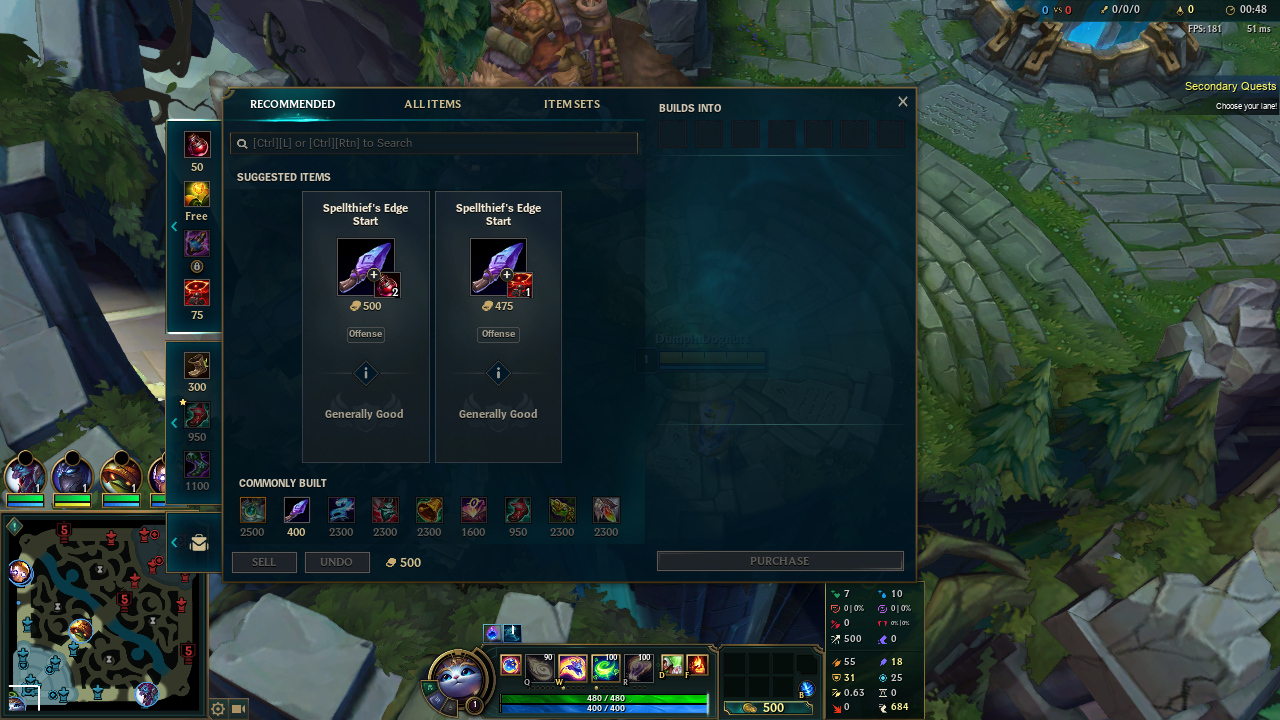 0 vs 0
0/0/0
0
00:48
FPS: 181
51 ms
Secondary Quests
Choose your lane!
RECOMMENDED
ALL ITEMS
ITEM SETS
BUILDS INTO
[Ctrl][L] or [Ctrl][Rtn] to Search
50
Free
8
75
300
950
1100
SUGGESTED ITEMS
Spellthief's Edge
Start
2
500
Offense
Generally Good
Spellthief's Edge
Start
1
475
Offense
Generally Good
COMMONLY BUILT
2500
400
2300
2300
2300
1600
950
2300
2300
SELL
UNDO
500
PURCHASE
1
1
1
1
5
5
5
90
100
100
Q
W
E
R
D
F
1
480 / 480
400 / 400
B
500
7
10
0 | 0%
0 | 0%
0
0% | 0%
500
0
55
18
31
25
0.63
0
0
684